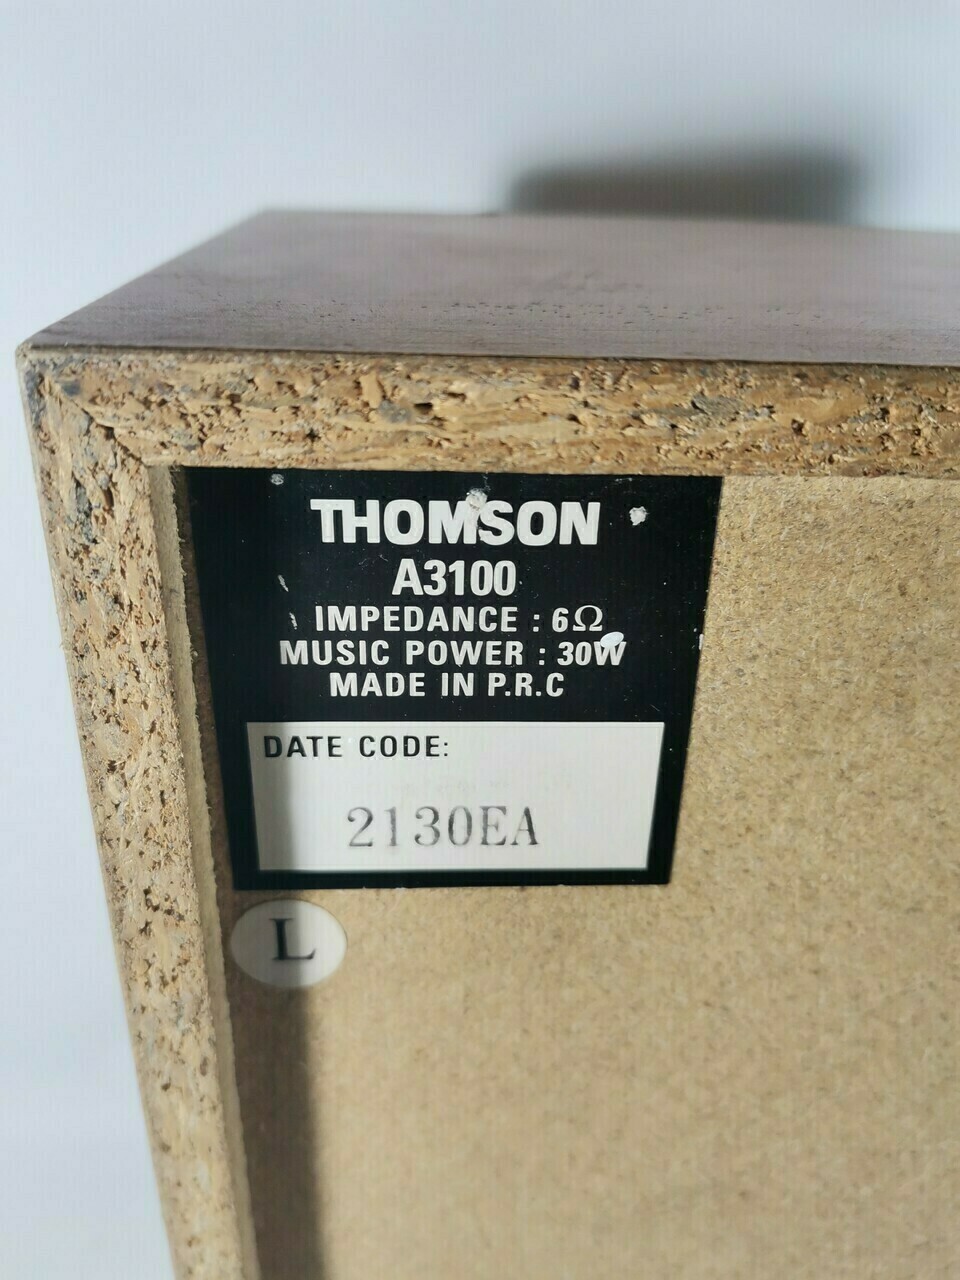 THOMSON
A3100
IMPEDANCE : 6Ω
MUSIC POWER : 30W
MADE IN P.R.C
DATE CODE:
2130EA
L